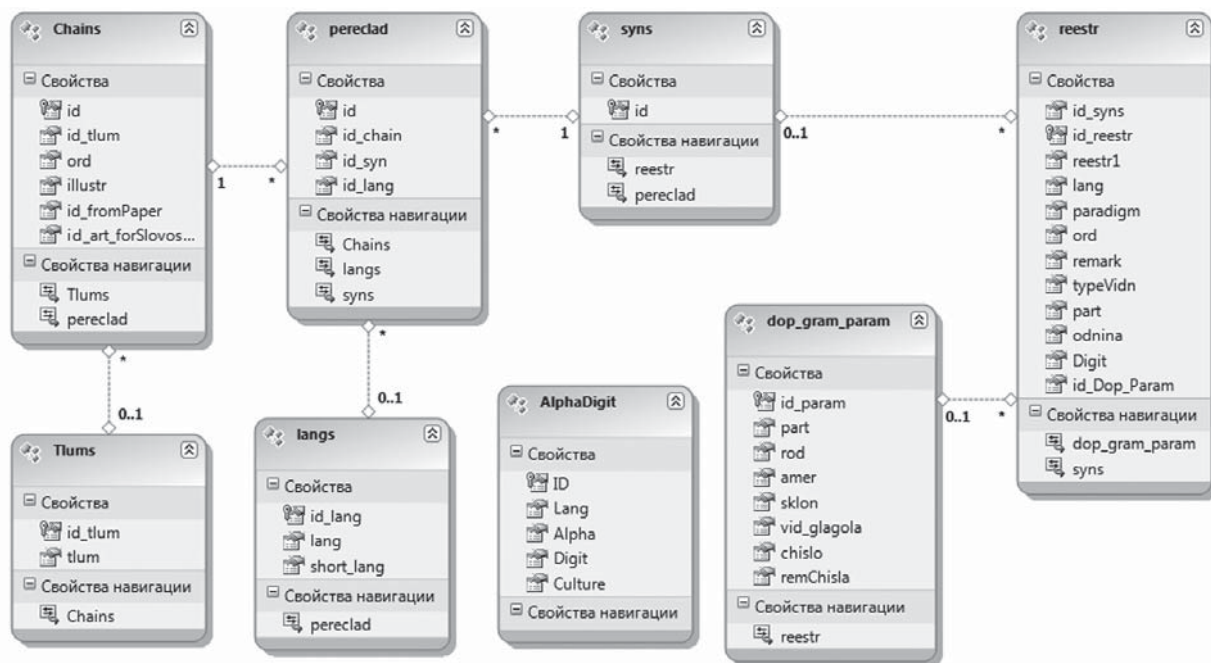 Chains
Свойства
id
id_tlum
ord
illustr
id_fromPaper
id_art_forSlovos...
Свойства навигации
Tlums
pereclad
1
*
pereclad
Свойства
id
id_chain
id_syn
id_lang
Свойства навигации
Chains
langs
syns
*
1
syns
Свойства
id
Свойства навигации
reestr
pereclad
0..1
*
reestr
Свойства
id_syns
id_reestr
reestr1
lang
paradigm
ord
remark
typeVidn
part
odnina
Digit
id_Dop_Param
Свойства навигации
dop_gram_param
syns
*
0..1
Tlums
Свойства
id_tlum
tlum
Свойства навигации
Chains
*
0..1
langs
Свойства
id_lang
lang
short_lang
Свойства навигации
pereclad
AlphaDigit
Свойства
ID
Lang
Alpha
Digit
Culture
Свойства навигации
dop_gram_param
Свойства
id_param
part
rod
amer
sklon
vid_glagola
chislo
remChisla
Свойства навигации
reestr
0..1
*